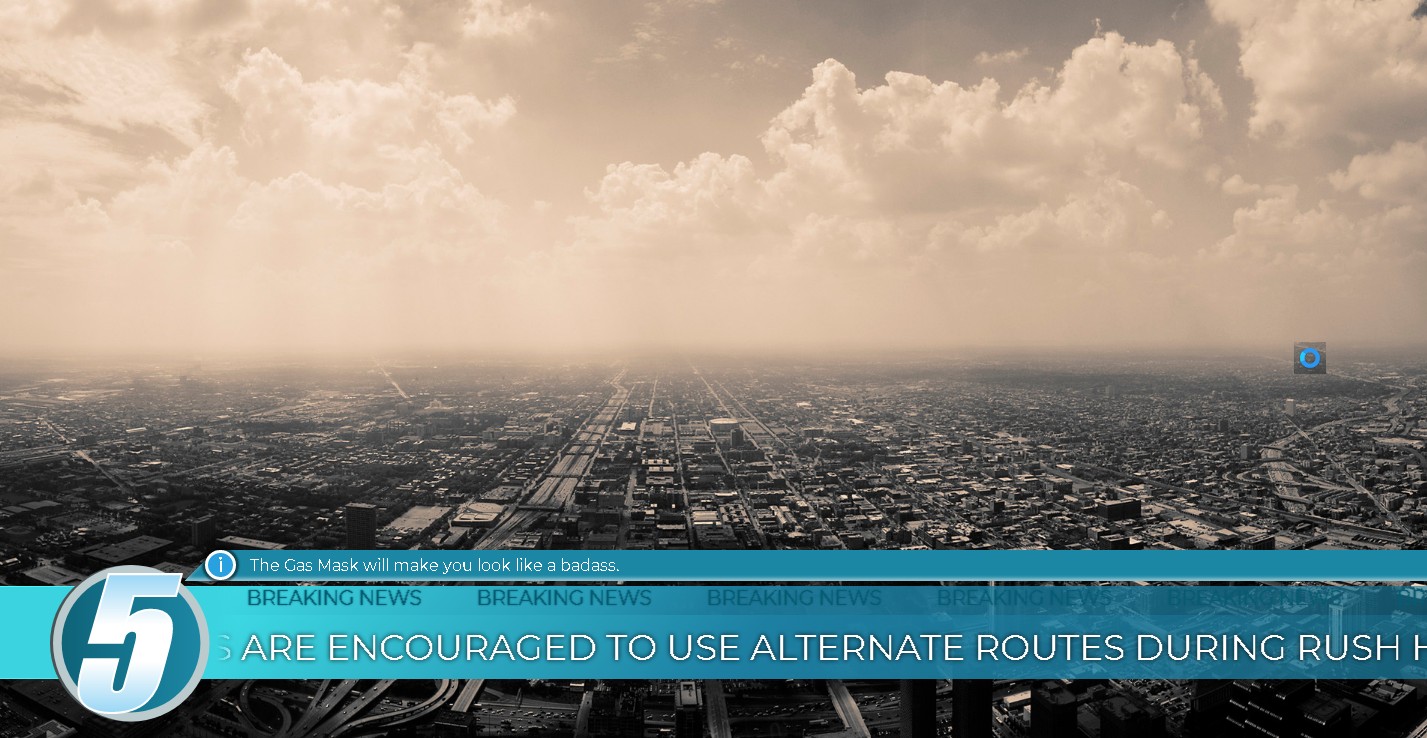 The Gas Mask will make you look like a badass.
BREAKING NEWS BREAKING NEWS BREAKING NEWS BREAKING NEWS BREAKING NEWS
5
S ARE ENCOURAGED TO USE ALTERNATE ROUTES DURING RUSH H